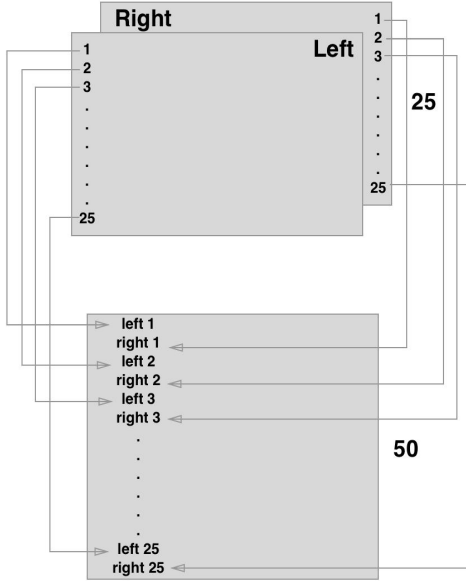 Right
Left
1
2
3
.
.
.
.
.
.
25
1
2
3
.
.
.
.
.
.
25
25
left 1
right 1
left 2
right 2
left 3
right 3
.
.
.
.
.
.
left 25
right 25
50